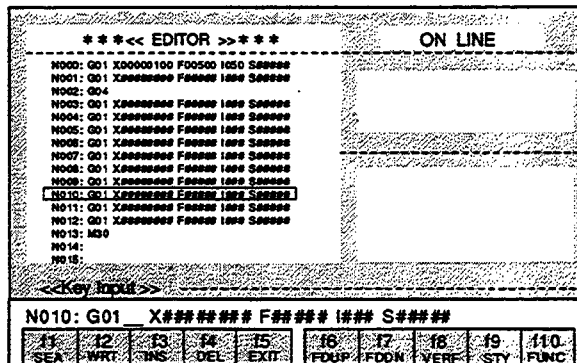 ***<< EDITOR >>***
ON LINE
N000: G01 X00000100 F00500 I050 S#####
N001: G01 X######## F##### I### S#####
N002: G04
N003: G01 X######## F##### I### S#####
N004: G01 X######## F##### I### S#####
N005: G01 X######## F##### I### S#####
N006: G01 X######## F##### I### S#####
N007: G01 X######## F##### I### S#####
N008: G01 X######## F##### I### S#####
N009: G01 X######## F##### I### S#####
N010: G01 X######## F##### I### S#####
N011: G01 X######## F##### I### S#####
N012: G01 X######## F##### I### S#####
N013: M30
N014:
N015:
<<Key Input>>
N010: G01__ X######## F##### I### S#####
f1 f2 f3 f4 f5 f6 f7 f8 f9 f10
SEA WRT INS DEL EXIT FDUP FDDN VERF STY FUNC